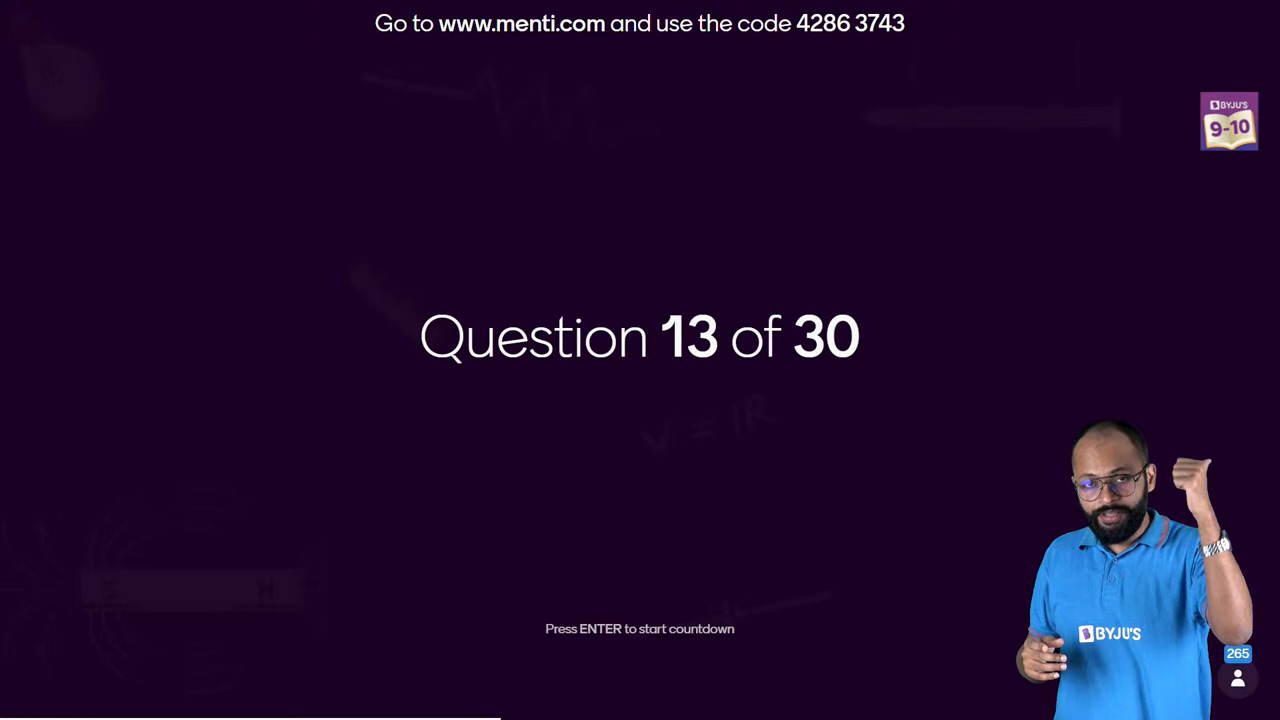 Go to www.menti.com and use the code 4286 3743
BYJU'S
9-10
Question 13 of 30
V = IR
Press ENTER to start countdown
BYJU'S
265
S
N